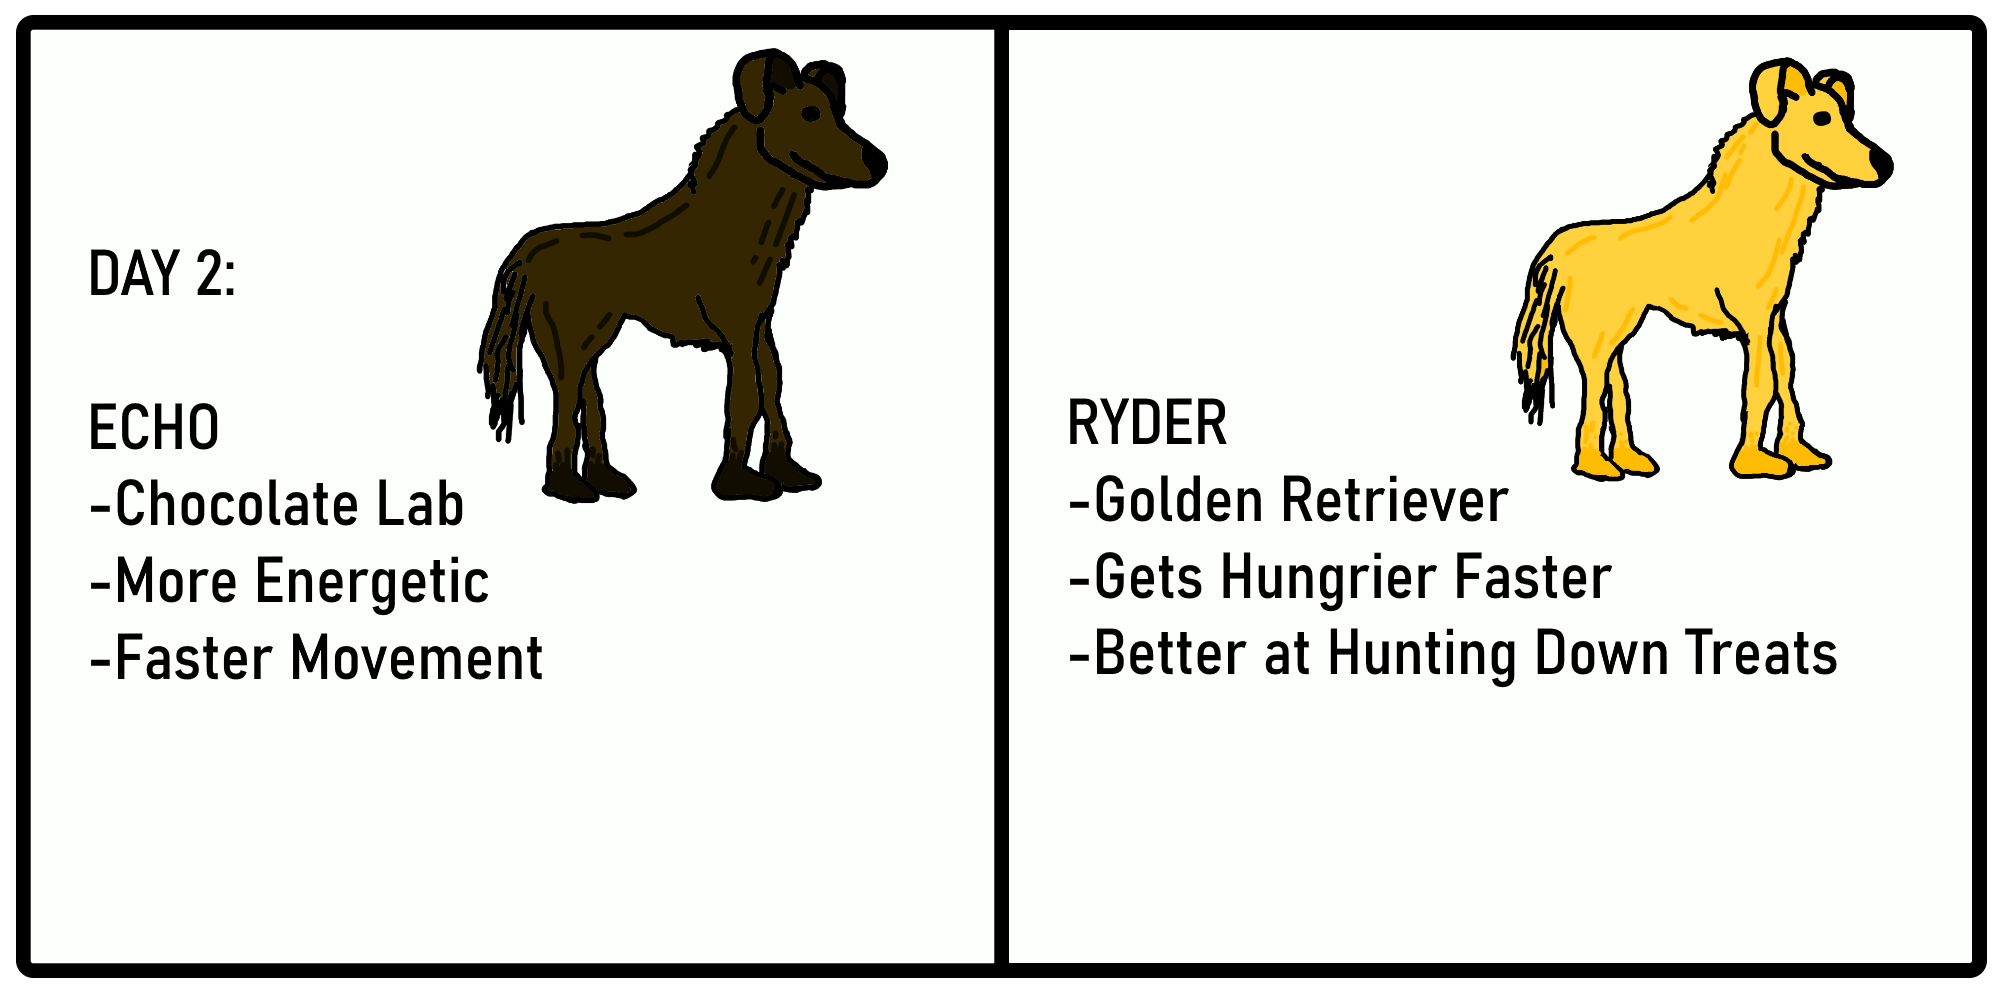 DAY 2:
ECHO
-Chocolate Lab
-More Energetic
-Faster Movement
RYDER
-Golden Retriever
-Gets Hungrier Faster
-Better at Hunting Down Treats